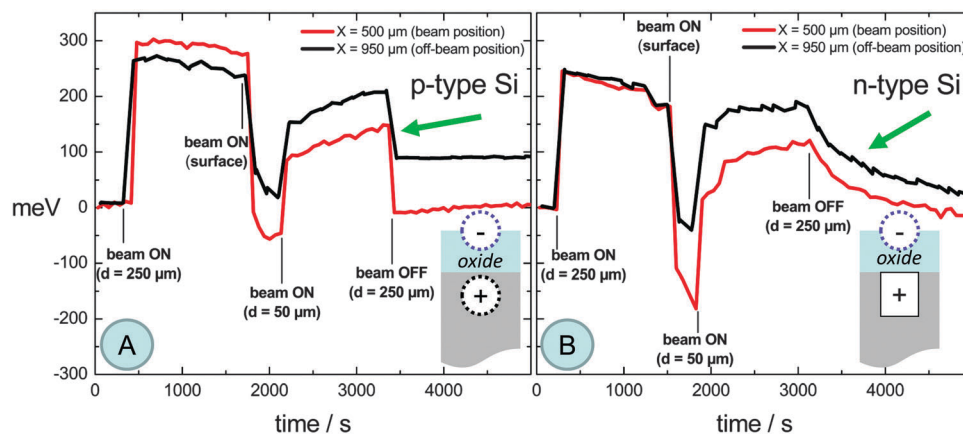 X = 500 μm (beam position)
X = 950 μm (off-beam position)
p-type Si
beam ON
(surface)
beam ON
(d = 250 μm)
beam ON
(d = 50 μm)
beam OFF
(d = 250 μm)
-
oxide
+
A
meV
300
200
100
0
-100
-200
-300
0
1000
2000
3000
4000
time / s
beam ON
(surface)
X = 500 μm (beam position)
X = 950 μm (off-beam position)
n-type Si
beam ON
(d = 250 μm)
beam OFF
(d = 250 μm)
beam ON
(d = 50 μm)
-
oxide
+
B
0
1000
2000
3000
4000
time / s